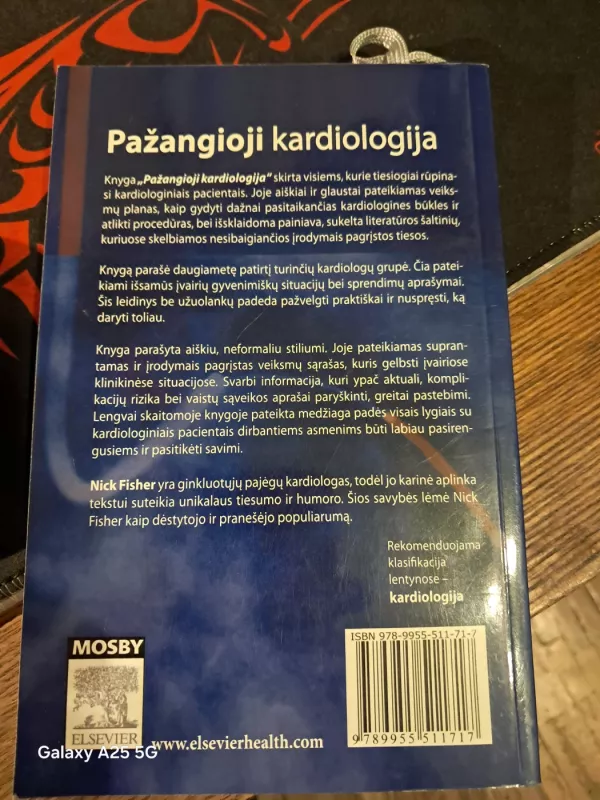 Pažangioji kardiologija
Knyga „Pažangioji kardiologija“ skirta visiems, kurie tiesiogiai rūpina-
si kardiologiniais pacientais. Joje aiškiai ir glaustai pateikiamas veiks-
mų planas, kaip gydyti dažnai pasitaikančias kardiologines būkles ir
atlikti procedūras, bei išsklaidoma painiava, sukelta literatūros šaltinių,
kuriuose skelbiamos nesibaigiančios įrodymais pagrįstos tiesos.
Knygą parašė daugiametę patirtį turinčių kardiologų grupė. Čia patei-
kiami išsamūs įvairių gyvenimiškų situacijų bei sprendimų aprašymai.
Šis leidinys be užuolankų padeda pažvelgti praktiškai ir nuspręsti, ką
daryti toliau.
Knyga parašyta aiškiu, neformaliu stiliumi. Joje pateikiamas supran-
tamas ir įrodymais pagrįstas veiksmų sąrašas, kuris gelbsti įvairiose
klinikinėse situacijose. Svarbi informacija, kuri ypač aktuali, kompli-
kacijų rizika bei vaistų sąveikos aprašai paryškinti, greitai pastebimi.
Lengvai skaitomoje knygoje pateikta medžiaga padės visais lygiais su
kardiologiniais pacientais dirbantiems asmenims būti labiau pasiren-
gusiems ir pasitikėti savimi.
Nick Fisher yra ginkluotųjų pajėgų kardiologas, todėl jo karinė aplinka
tekstui suteikia unikalaus tiesumo ir humoro. Šios savybės lėmė Nick
Fisher kaip dėstytojo ir pranešėjo populiarumą.
Rekomenduojama
klasifikacija
lentynose –
kardiologija
ISBN 978-9955-511-71-7
MOSBY
ELSEVIER
www.elsevierhealth.com
9 789955 511717
Galaxy A25 5G